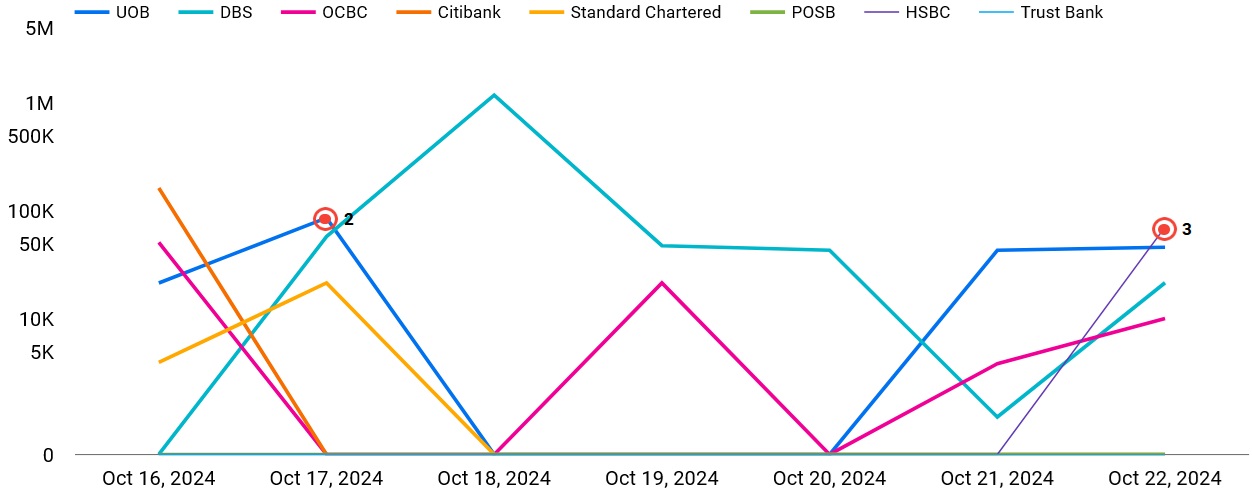 UOB DBS OCBC Citibank Standard Chartered POSB HSBC Trust Bank
5M
1M
500K
100K
2
3
50K
10K
5K
0
Oct 16, 2024 Oct 17, 2024 Oct 18, 2024 Oct 19, 2024 Oct 20, 2024 Oct 21, 2024 Oct 22, 2024